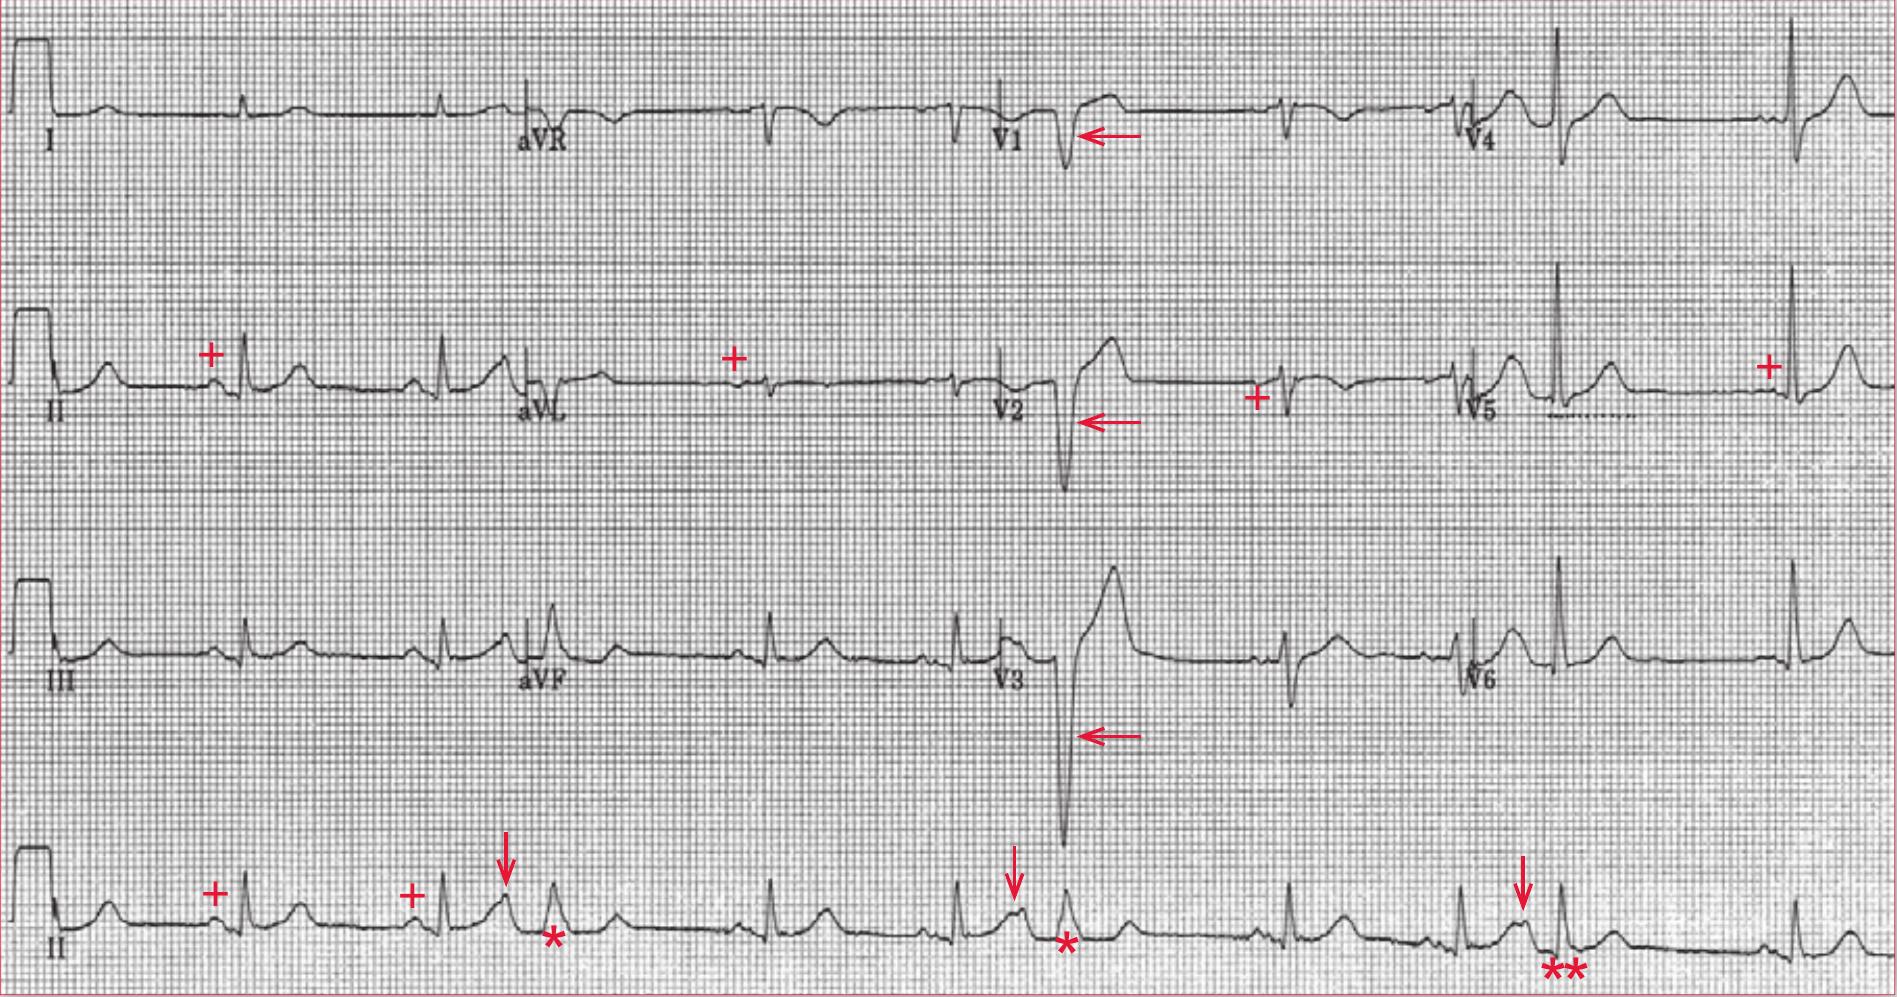 I aVR V1 V4
+ + + +
II aVL V2 V5
III aVF V3 V6
+ +
II * * **